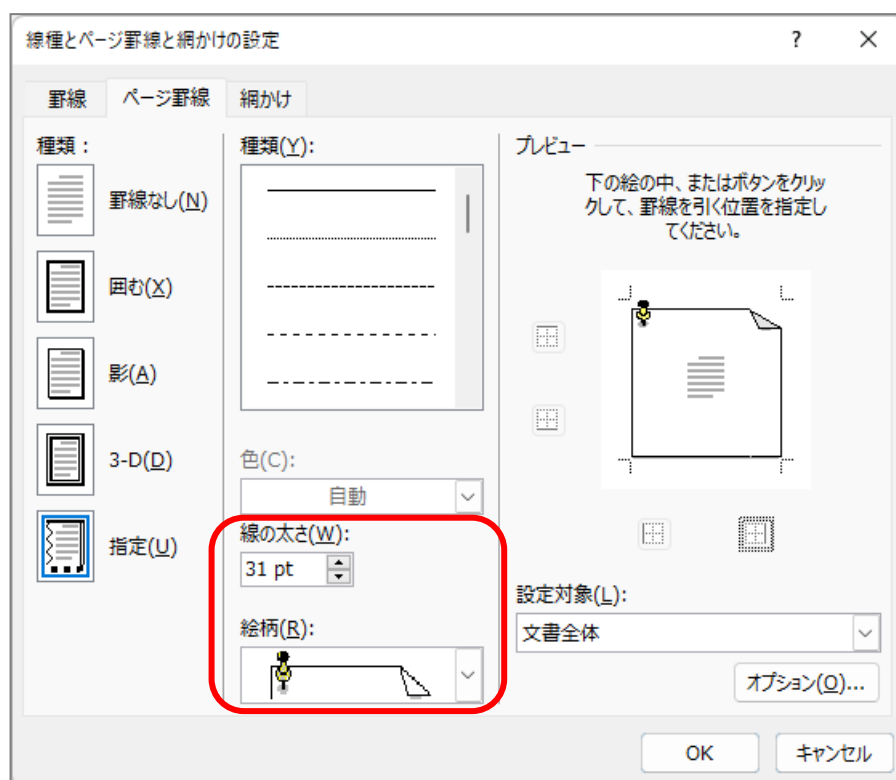 線種とページ罫線と網かけの設定
?
×
罫線
ページ罫線
網かけ
種類：
罫線なし(N)
囲む(X)
影(A)
3-D(D)
指定(U)
種類(Y):
色(C):
自動
線の太さ(W):
31 pt
絵柄(R):
プレビュー
下の絵の中、またはボタンをクリッ
クして、罫線を引く位置を指定し
てください。
設定対象(L):
文書全体
オプション(O)...
OK
キャンセル